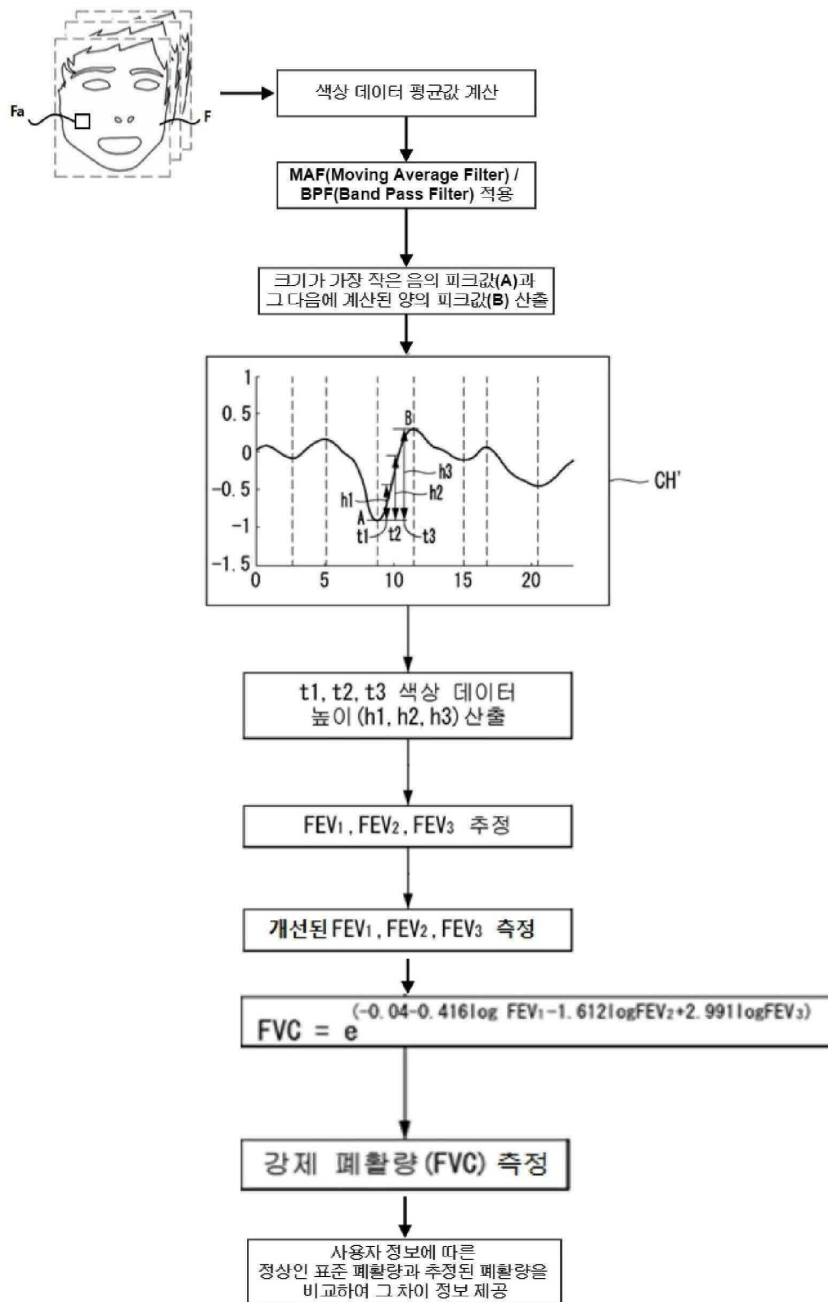 Fa
F
색상 데이터 평균값 계산
MAF(Moving Average Filter) /
BPF(Band Pass Filter) 적용
크기가 가장 작은 음의 피크값(A)과
그 다음에 계산된 양의 피크값(B) 산출
1
0.5
0
-0.5
-1
-1.5
0 5 10 15 20
A
B
h1
h2
h3
t1 t2 t3
CH'
t1, t2, t3 색상 데이터
높이(h1, h2, h3) 산출
FEV1, FEV2, FEV3 추정
개선된 FEV1, FEV2, FEV3 측정
FVC = e(-0.04-0.416log FEV1-1.612logFEV2+2.991logFEV3)
강제 폐활량(FVC) 측정
사용자 정보에 따른
정상인 표준 폐활량과 추정된 폐활량을
비교하여 그 차이 정보 제공